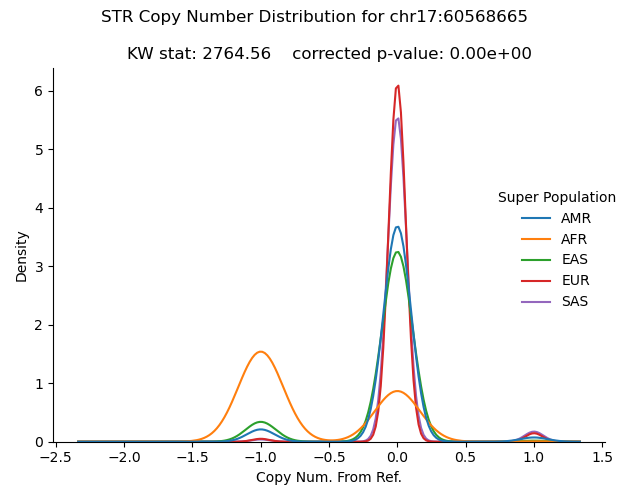 STR Copy Number Distribution for chr17:60568665
KW stat: 2764.56    corrected p-value: 0.00e+00
Density
6
5
4
3
2
1
0
−2.5 −2.0 −1.5 −1.0 −0.5 0.0 0.5 1.0 1.5
Copy Num. From Ref.
Super Population
AMR
AFR
EAS
EUR
SAS